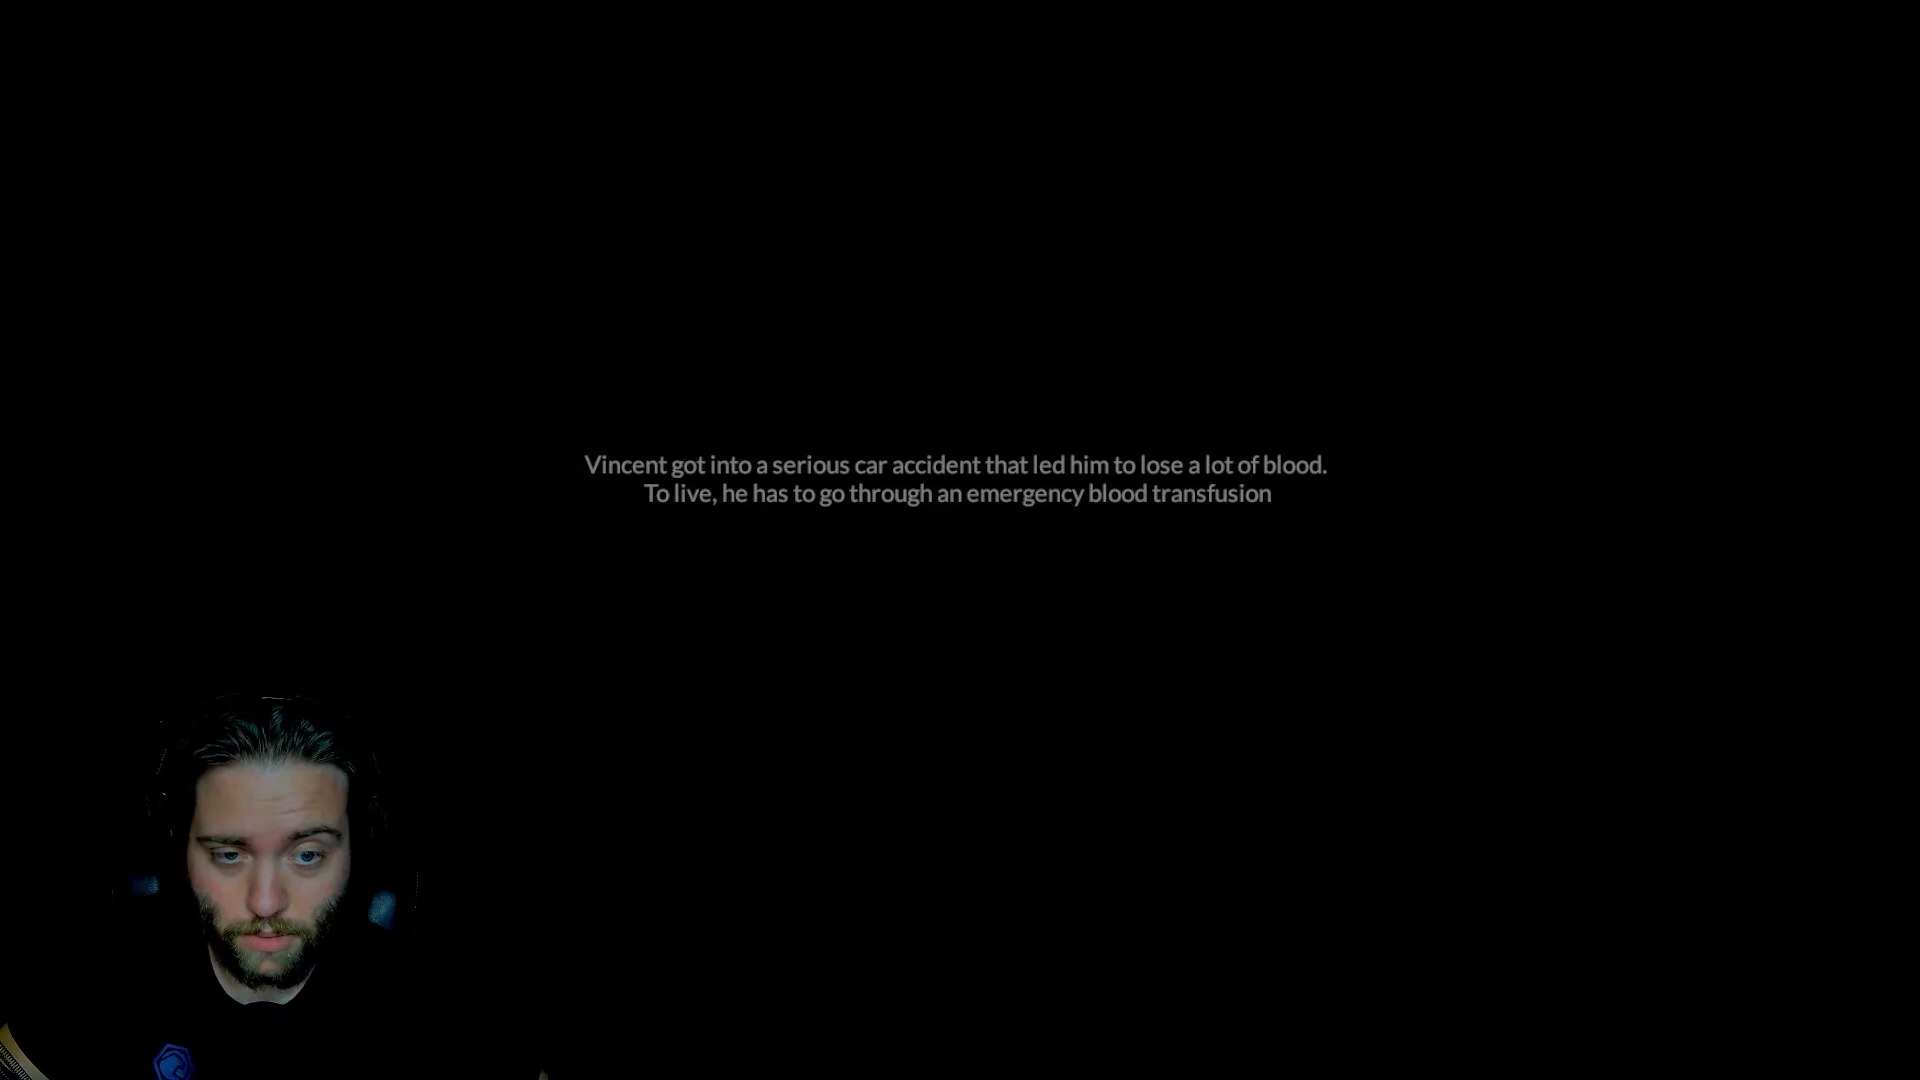 Vincent got into a serious car accident that led him to lose a lot of blood.
To live, he has to go through an emergency blood transfusion